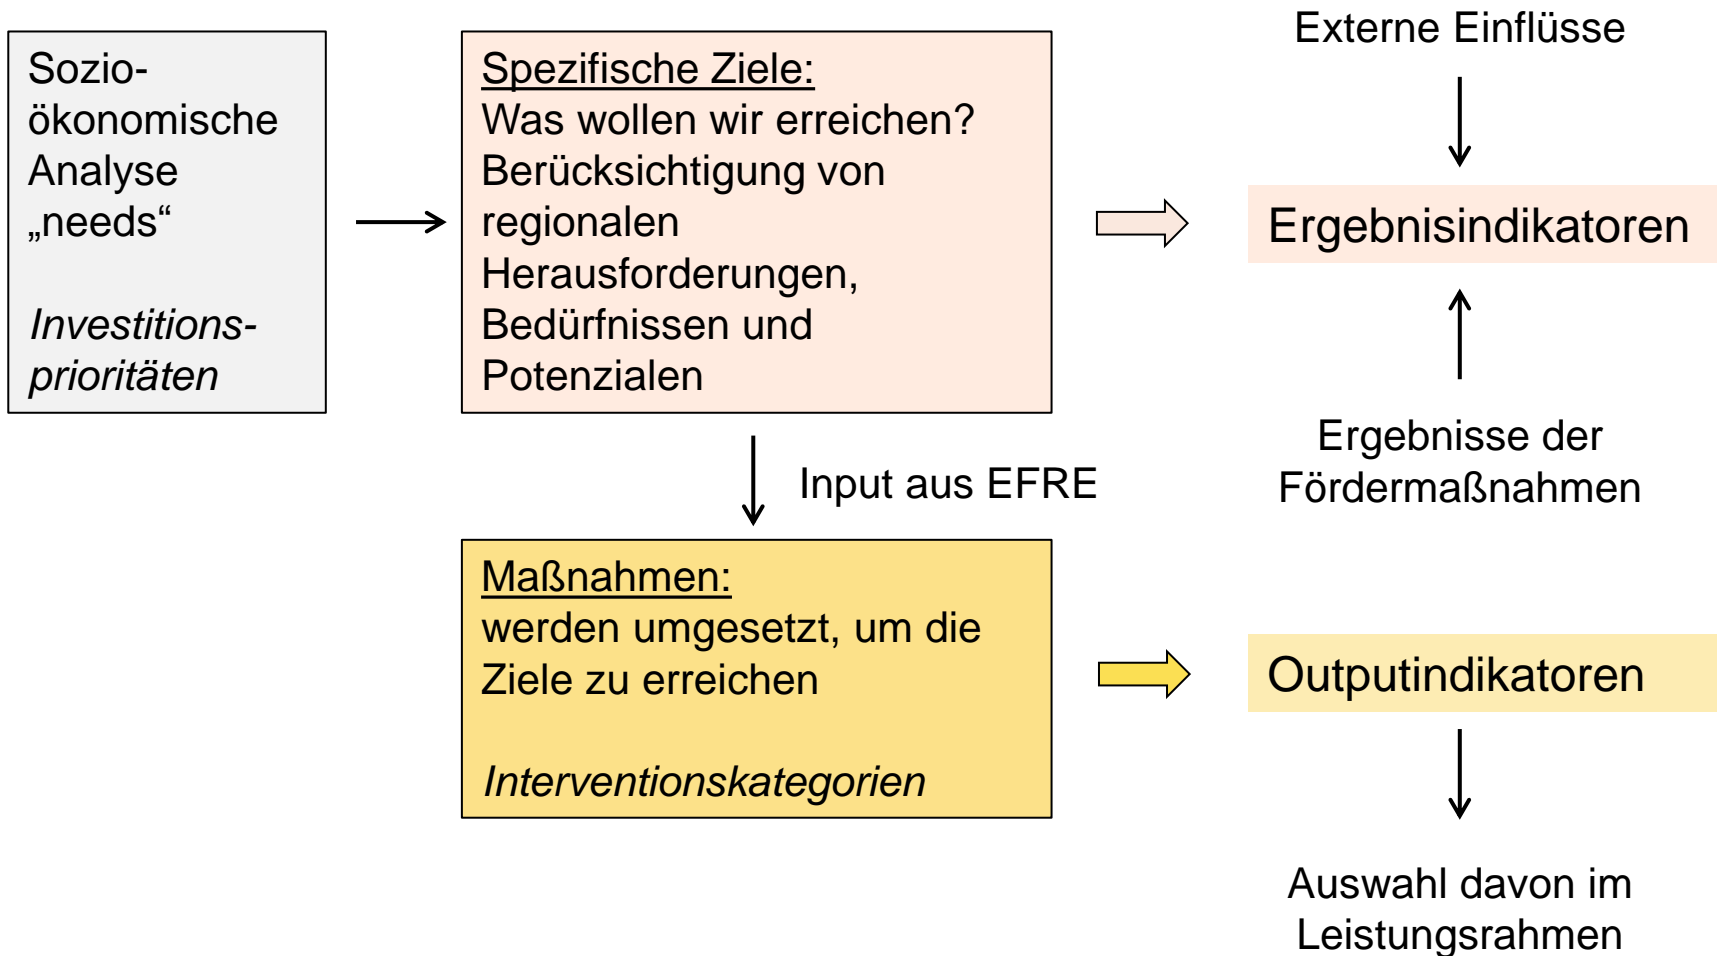 Sozio-
ökonomische
Analyse
„needs“
Investitions-
prioritäten
Spezifische Ziele:
Was wollen wir erreichen?
Berücksichtigung von
regionalen
Herausforderungen,
Bedürfnissen und
Potenzialen
Externe Einflüsse
Ergebnisindikatoren
Ergebnisse der
Fördermaßnahmen
Input aus EFRE
Maßnahmen:
werden umgesetzt, um die
Ziele zu erreichen
Interventionskategorien
Outputindikatoren
Auswahl davon im
Leistungsrahmen